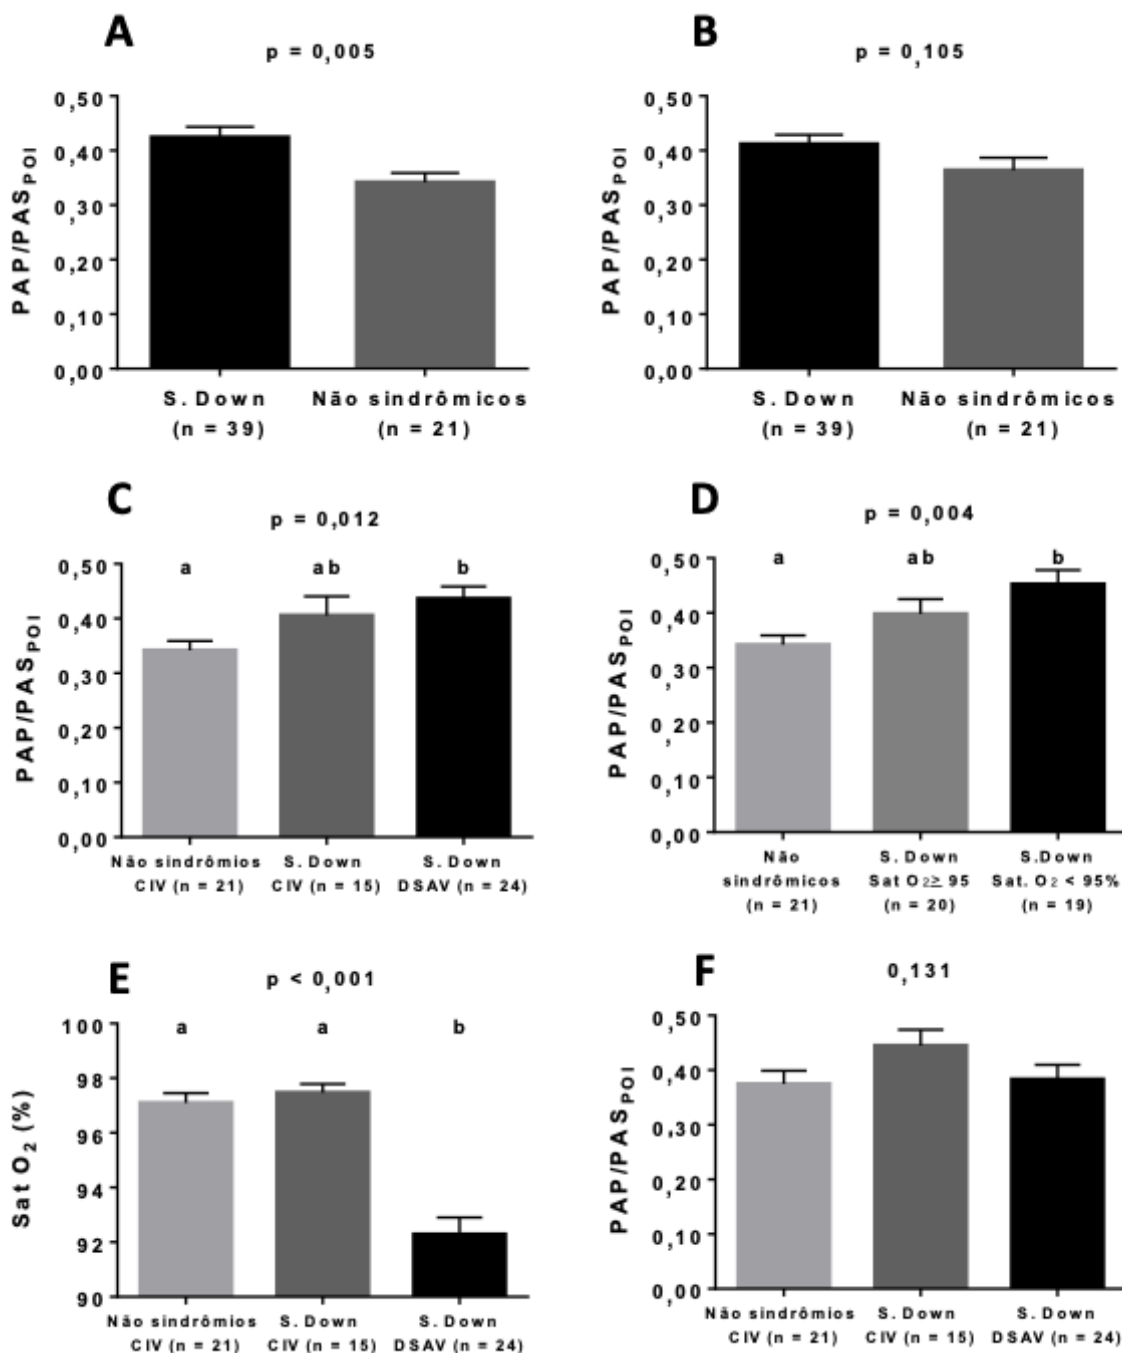 A
p = 0,005
PAP/PAS POI
0,50
0,40
0,30
0,20
0,10
0,00
S. Down
(n = 39)
Não sindrômicos
(n = 21)
B
p = 0,105
PAP/PAS POI
0,50
0,40
0,30
0,20
0,10
0,00
S. Down
(n = 39)
Não sindrômicos
(n = 21)
C
p = 0,012
a ab b
PAP/PAS POI
0,50
0,40
0,30
0,20
0,10
0,00
Não sindrômios
CIV (n = 21)
S. Down
CIV (n = 15)
S. Down
DSAV (n = 24)
D
p = 0,004
a ab b
PAP/PAS POI
0,50
0,40
0,30
0,20
0,10
0,00
Não
sindrômicos
(n = 21)
S. Down
Sat O2 ≥ 95
(n = 20)
S.Down
Sat. O2 < 95%
(n = 19)
E
p < 0,001
a a b
Sat O2 (%)
100
98
96
94
92
90
Não sindrômios
CIV (n = 21)
S. Down
CIV (n = 15)
S. Down
DSAV (n = 24)
F
0,131
PAP/PAS POI
0,50
0,40
0,30
0,20
0,10
0,00
Não sindrômios
CIV (n = 21)
S. Down
CIV (n = 15)
S. Down
DSAV (n = 24)